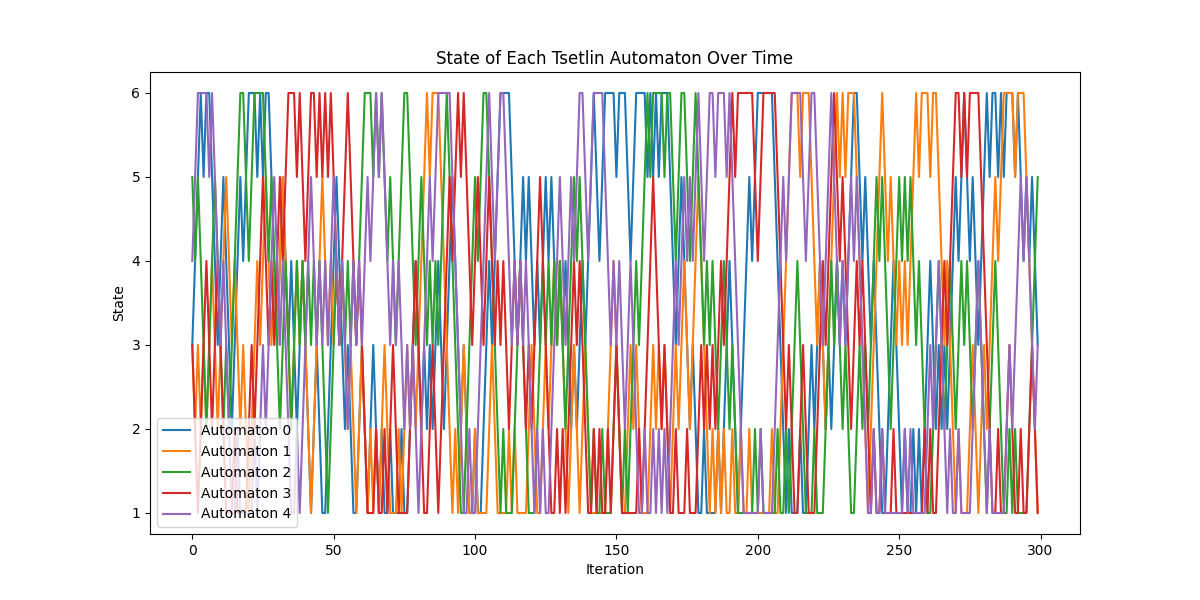 State of Each Tsetlin Automaton Over Time
State
6
5
4
3
2
1
Automaton 0
Automaton 1
Automaton 2
Automaton 3
Automaton 4
0 50 100 150 200 250 300
Iteration